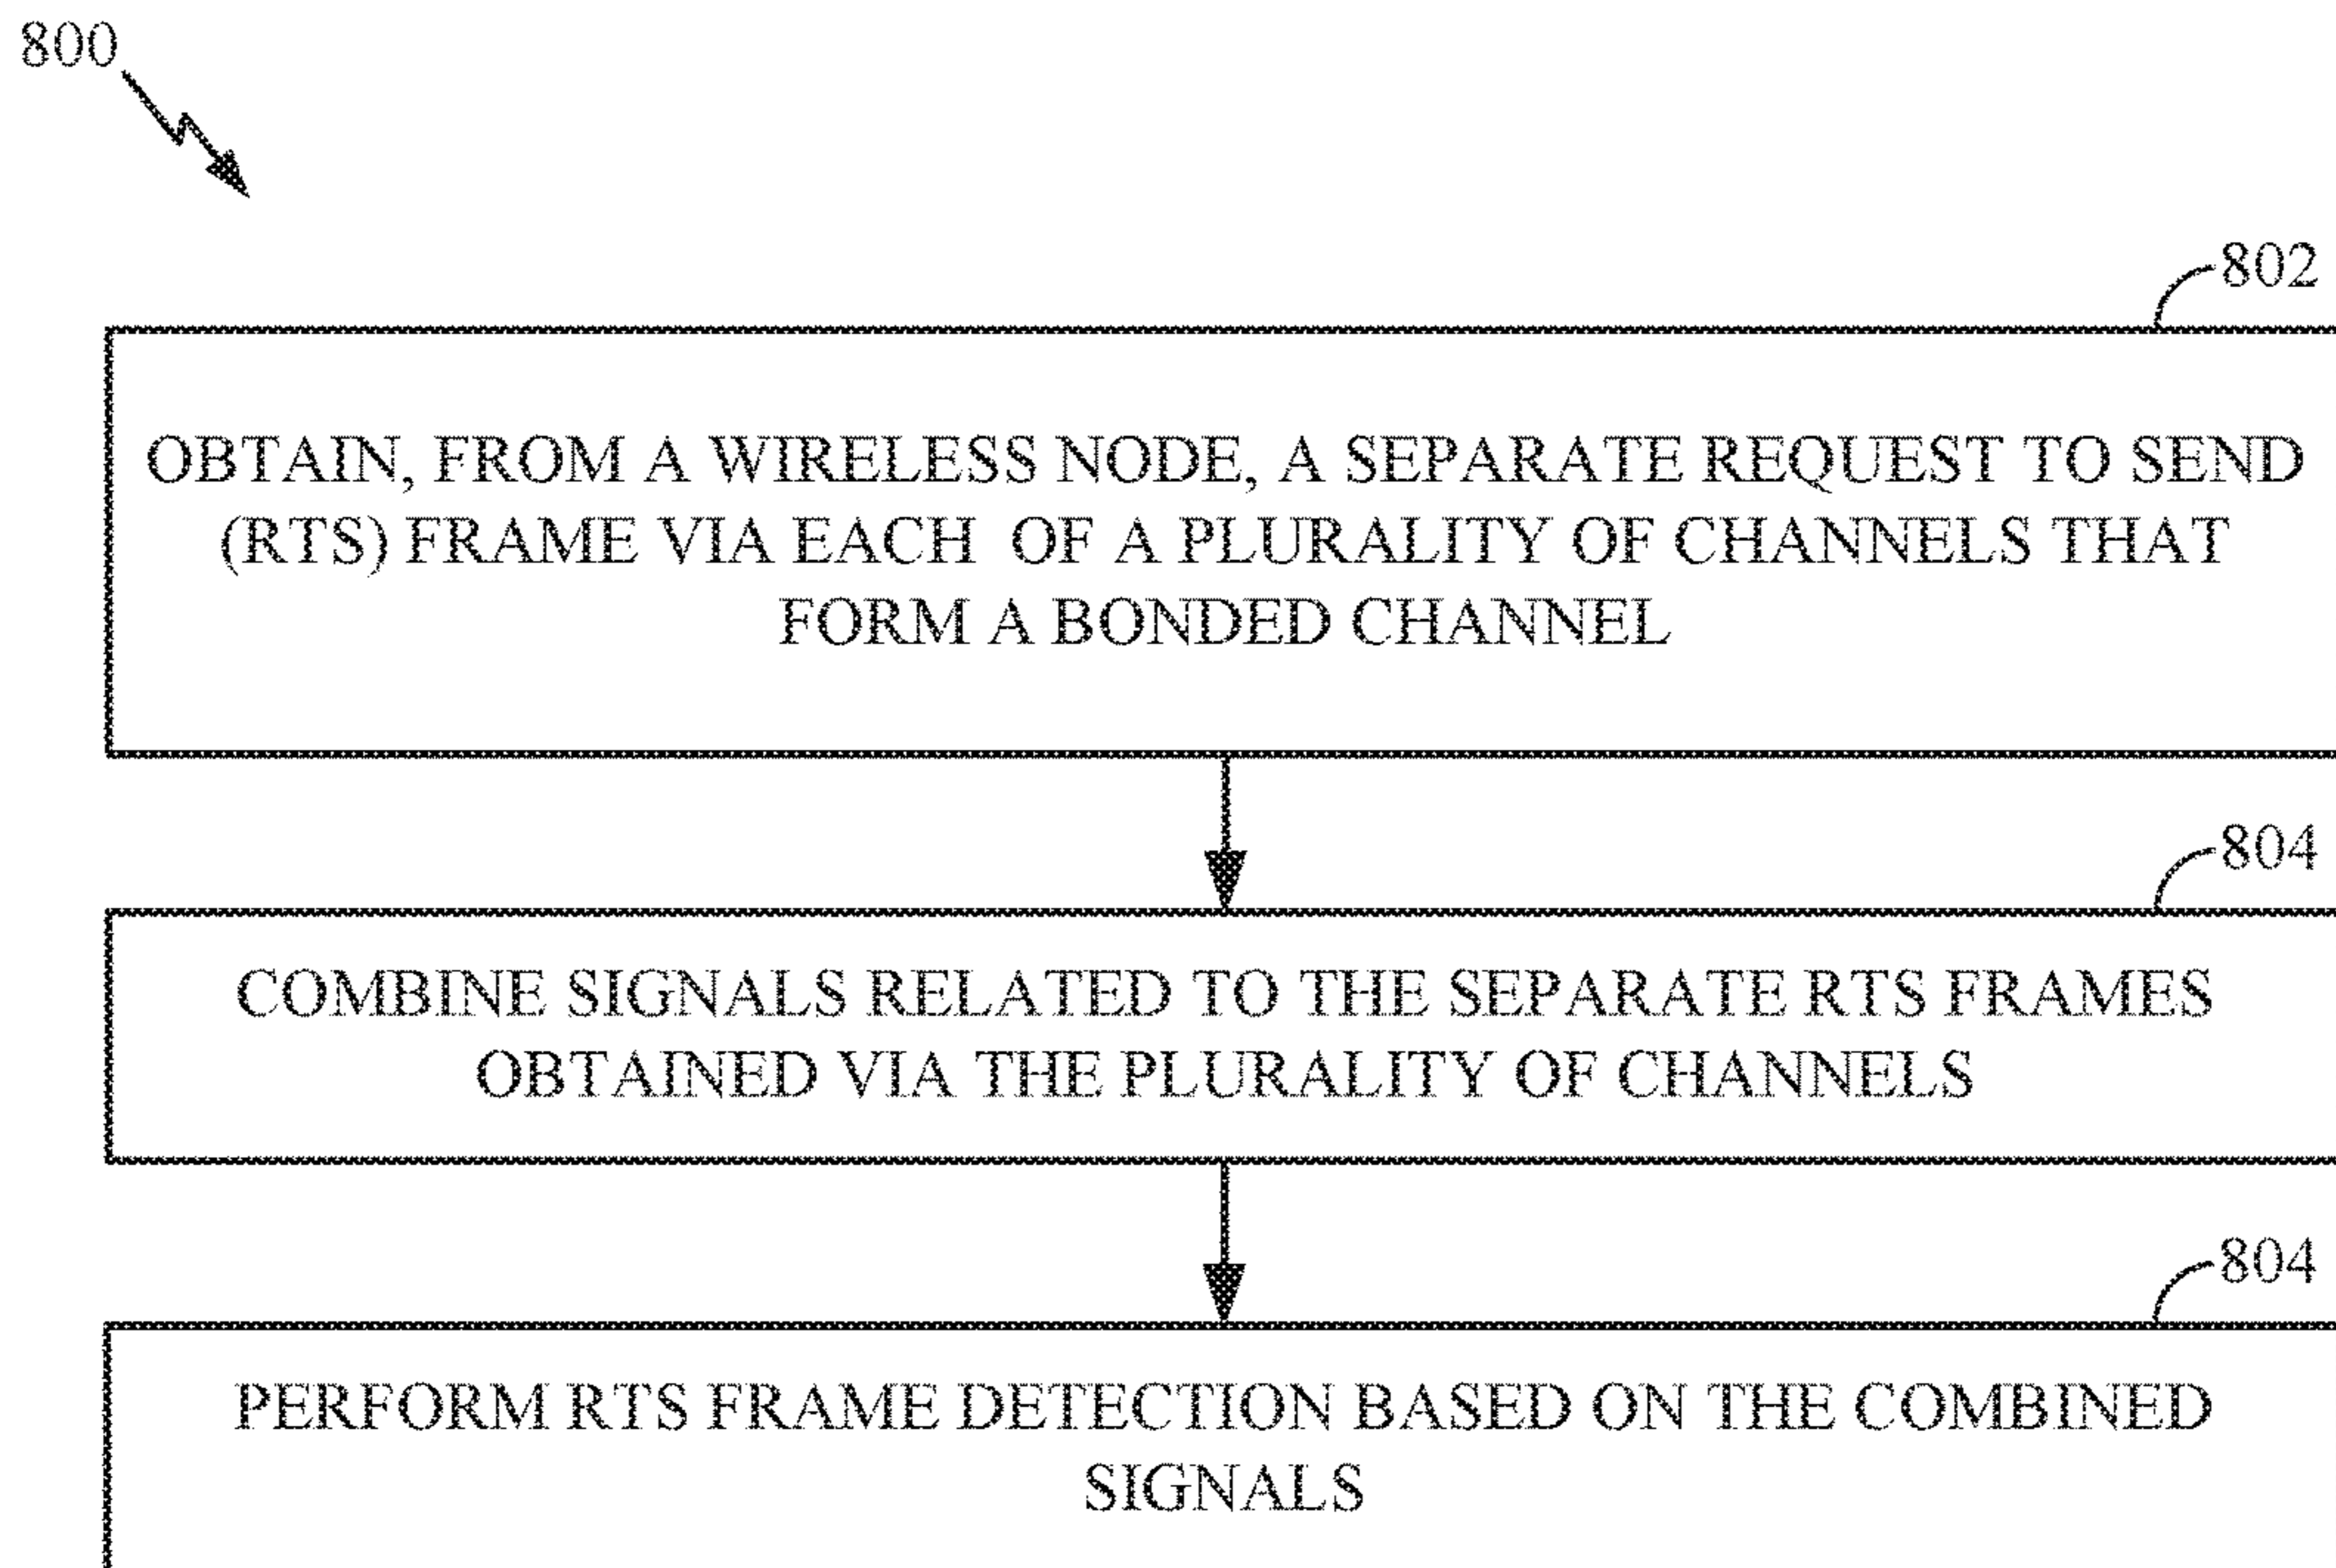 800
802
OBTAIN, FROM A WIRELESS NODE, A SEPARATE REQUEST TO SEND
(RTS) FRAME VIA EACH OF A PLURALITY OF CHANNELS THAT
FORM A BONDED CHANNEL
804
COMBINE SIGNALS RELATED TO THE SEPARATE RTS FRAMES
OBTAINED VIA THE PLURALITY OF CHANNELS
804
PERFORM RTS FRAME DETECTION BASED ON THE COMBINED
SIGNALS